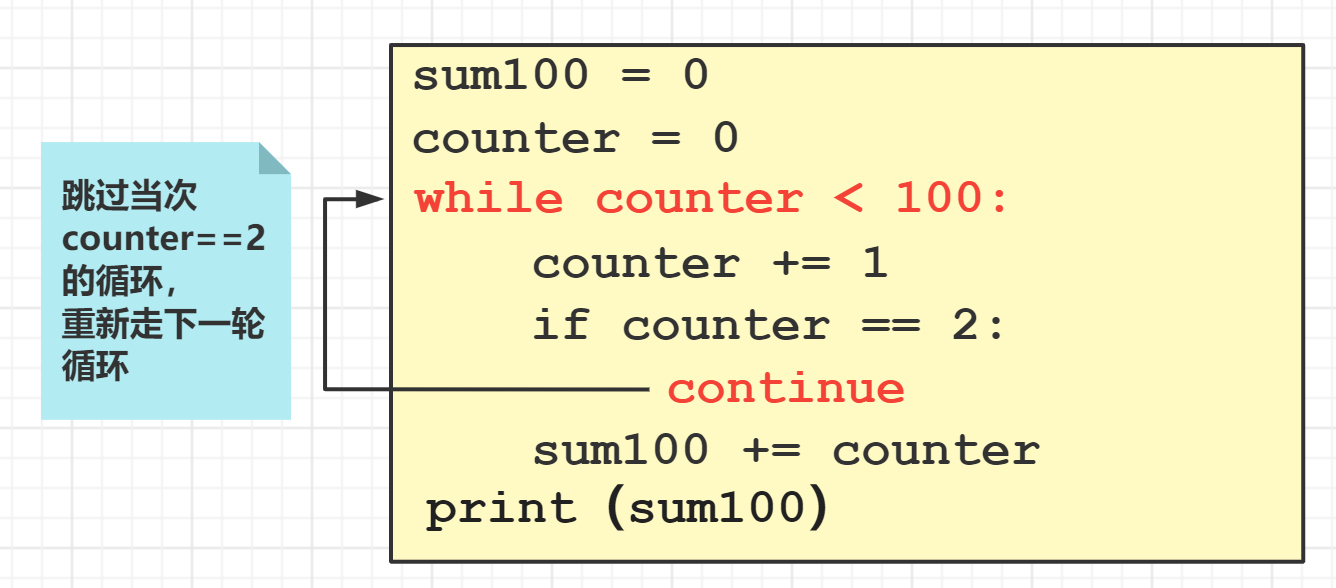 跳过当次
counter==2
的循环，
重新走下一轮
循环
sum100 = 0
counter = 0
while counter < 100:
counter += 1
if counter == 2:
continue
sum100 += counter
print (sum100)